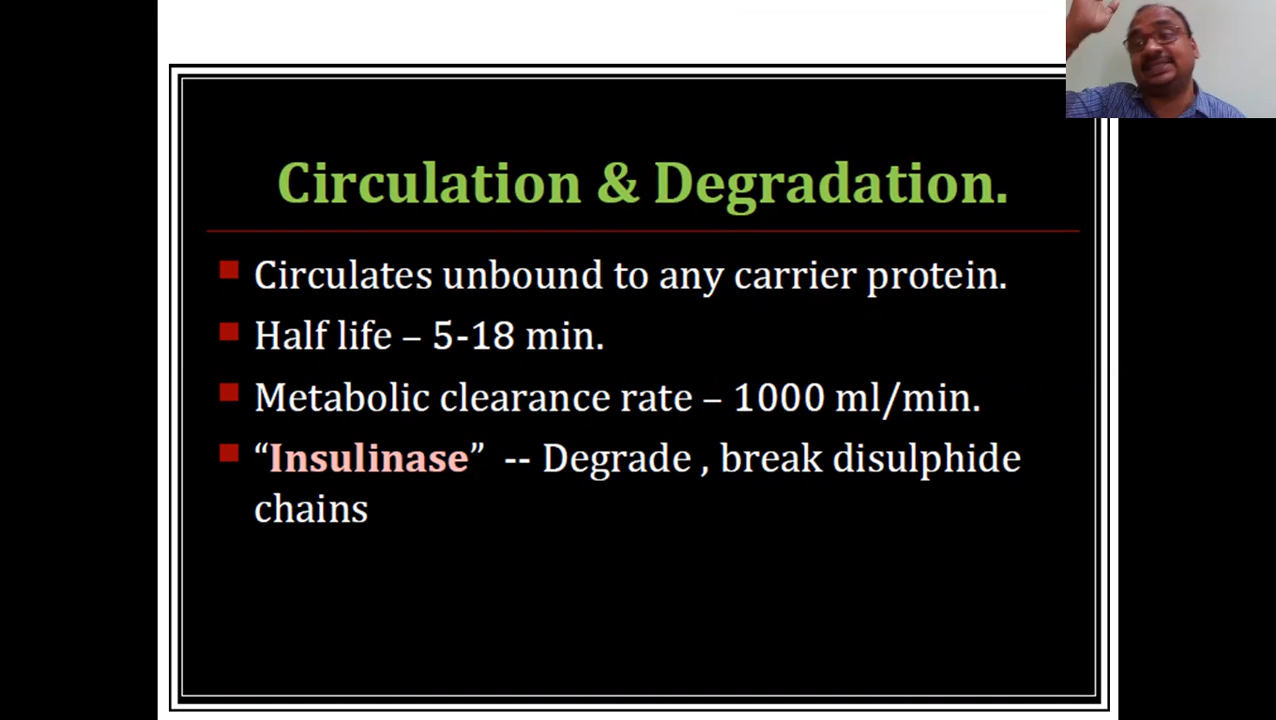 Circulation & Degradation.
Circulates unbound to any carrier protein.
Half life – 5-18 min.
Metabolic clearance rate – 1000 ml/min.
“Insulinase” -- Degrade , break disulphide
chains